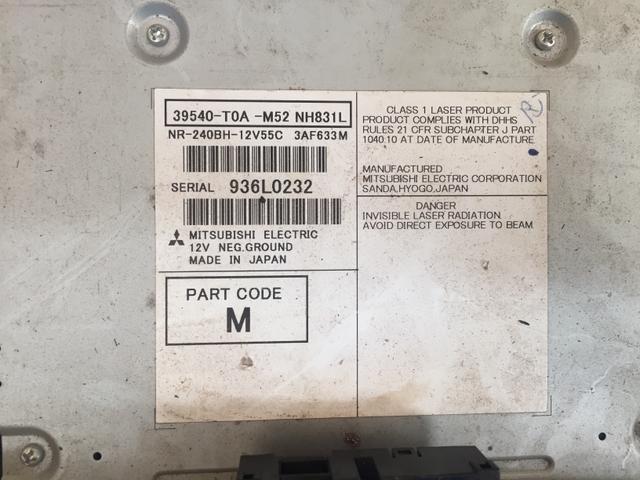 39540-T0A -M52 NH831L
NR-240BH-12V55C 3AF633M
SERIAL 936L0232
MITSUBISHI ELECTRIC
12V NEG.GROUND
MADE IN JAPAN
PART CODE
M
CLASS 1 LASER PRODUCT
PRODUCT COMPLIES WITH DHHS
RULES 21 CFR SUBCHAPTER J PART
1040.10 AT DATE OF MANUFACTURE.
MANUFACTURED
MITSUBISHI ELECTRIC CORPORATION
SANDA,HYOGO,JAPAN
DANGER
INVISIBLE LASER RADIATION.
AVOID DIRECT EXPOSURE TO BEAM.